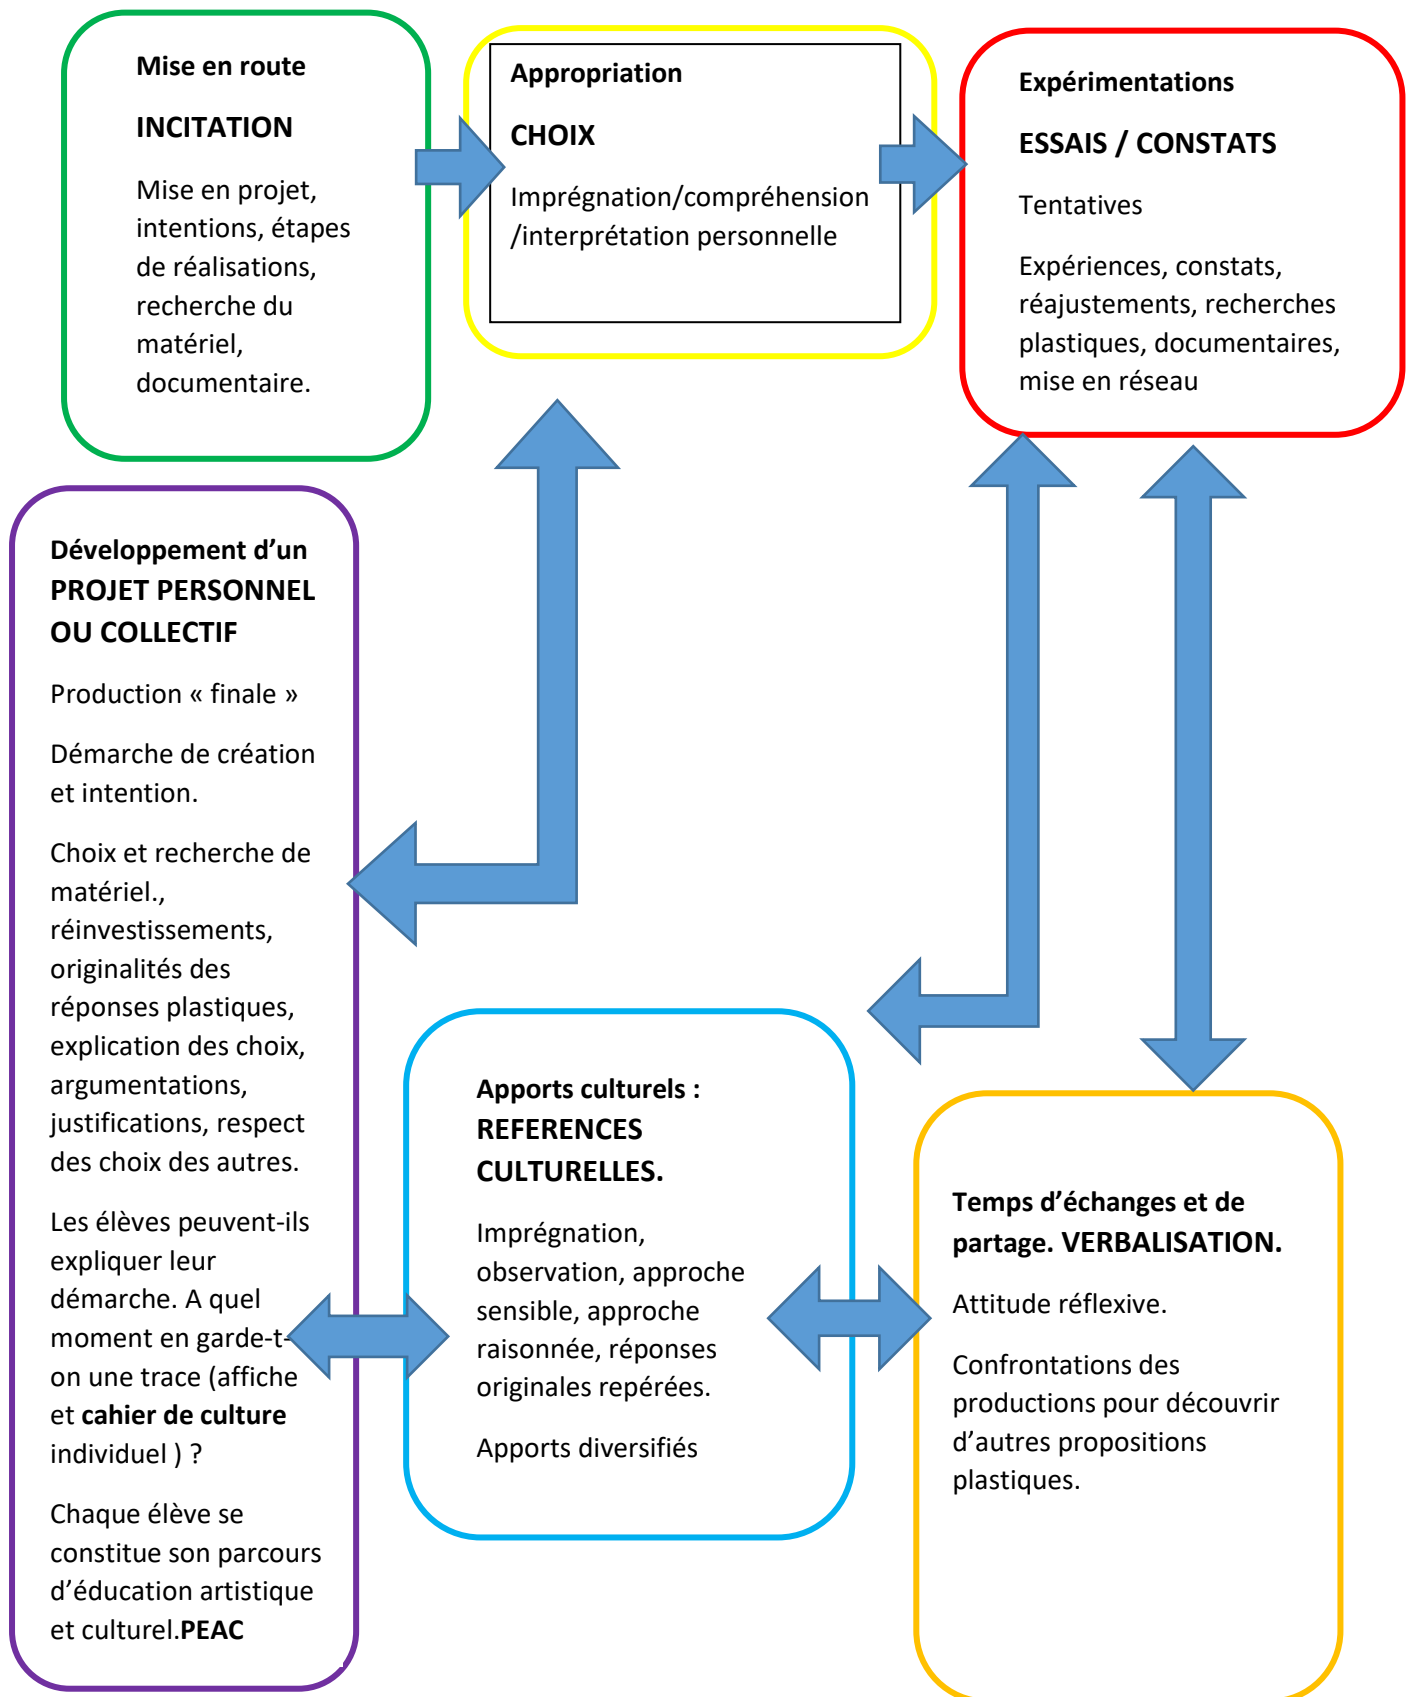 Mise en route
INCITATION
Mise en projet,
intentions, étapes
de réalisations,
recherche du
matériel,
documentaire.
Appropriation
CHOIX
Imprégnation/compréhension
/interprétation personnelle
Expérimentations
ESSAIS / CONSTATS
Tentatives
Expériences, constats,
réajustements, recherches
plastiques, documentaires,
mise en réseau
Développement d’un
PROJET PERSONNEL
OU COLLECTIF
Production « finale »
Démarche de création
et intention.
Choix et recherche de
matériel.,
réinvestissements,
originalités des
réponses plastiques,
explication des choix,
argumentations,
justifications, respect
des choix des autres.
Les élèves peuvent-ils
expliquer leur
démarche. A quel
moment en garde-t-
on une trace (affiche
et cahier de culture
individuel ) ?
Chaque élève se
constitue son parcours
d’éducation artistique
et culturel.PEAC
Apports culturels :
REFERENCES
CULTURELLES.
Imprégnation,
observation, approche
sensible, approche
raisonnée, réponses
originales repérées.
Apports diversifiés
Temps d’échanges et de
partage. VERBALISATION.
Attitude réflexive.
Confrontations des
productions pour découvrir
d’autres propositions
plastiques.